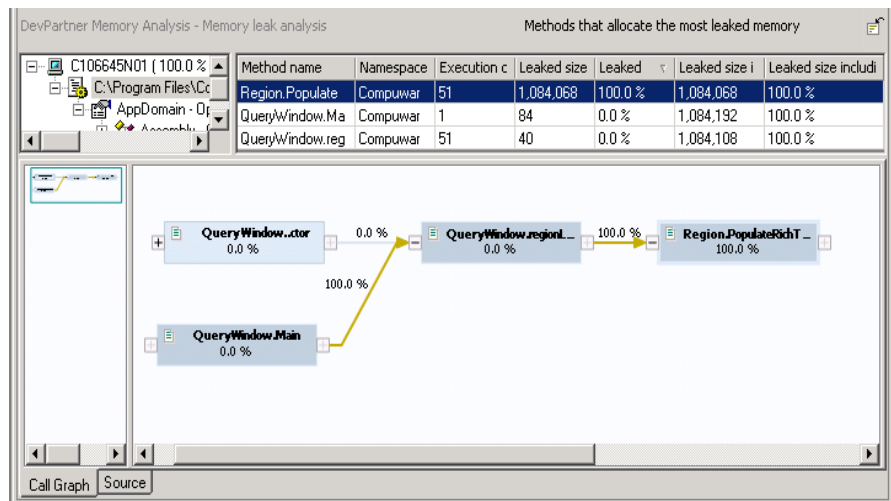 DevPartner Memory Analysis - Memory leak analysis
Methods that allocate the most leaked memory
C106645N01 (100.0 %
C:\Program Files\Co
AppDomain - Op
Method name Namespace Execution c Leaked size Leaked Leaked size i Leaked size includi
Region.Populate Compuwar 51 1,084,068 100.0 % 1,084,068 100.0 %
QueryWindow.Ma Compuwar 1 84 0.0 % 1,084,192 100.0 %
QueryWindow.reg Compuwar 51 40 0.0 % 1,084,108 100.0 %
QueryWindow..ctor
0.0 %
0.0 %
QueryWindow.regionL_
0.0 %
100.0 %
Region.PopulateRichT_
100.0 %
100.0 %
QueryWindow.Main
0.0 %
Call Graph Source